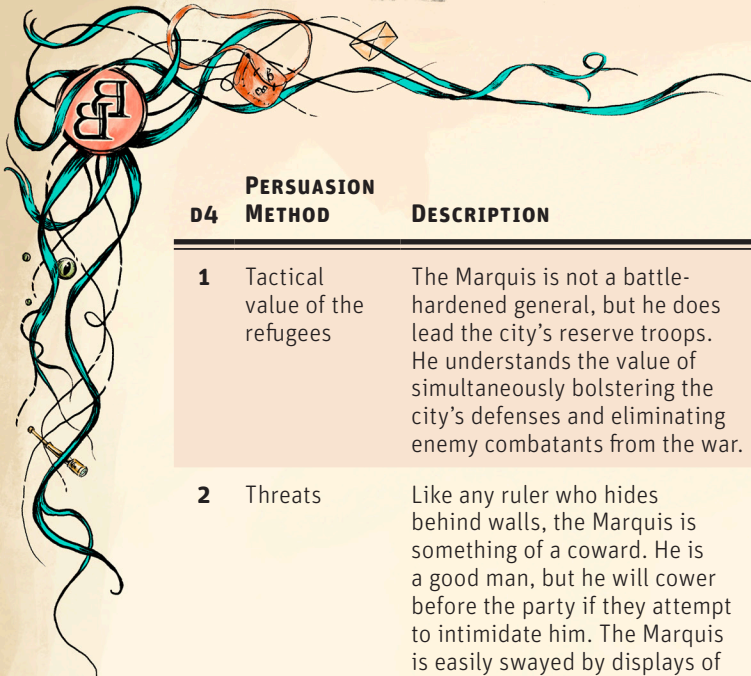 D4 PERSUASION METHOD DESCRIPTION
1 Tactical The Marquis is not a battle-
value of the hardened general, but he does
refugees lead the city's reserve troops.
He understands the value of
simultaneously bolstering the
city's defenses and eliminating
enemy combatants from the war.
2 Threats Like any ruler who hides
behind walls, the Marquis is
something of a coward. He is
a good man, but he will cower
before the party if they attempt
to intimidate him. The Marquis
is easily swayed by displays of